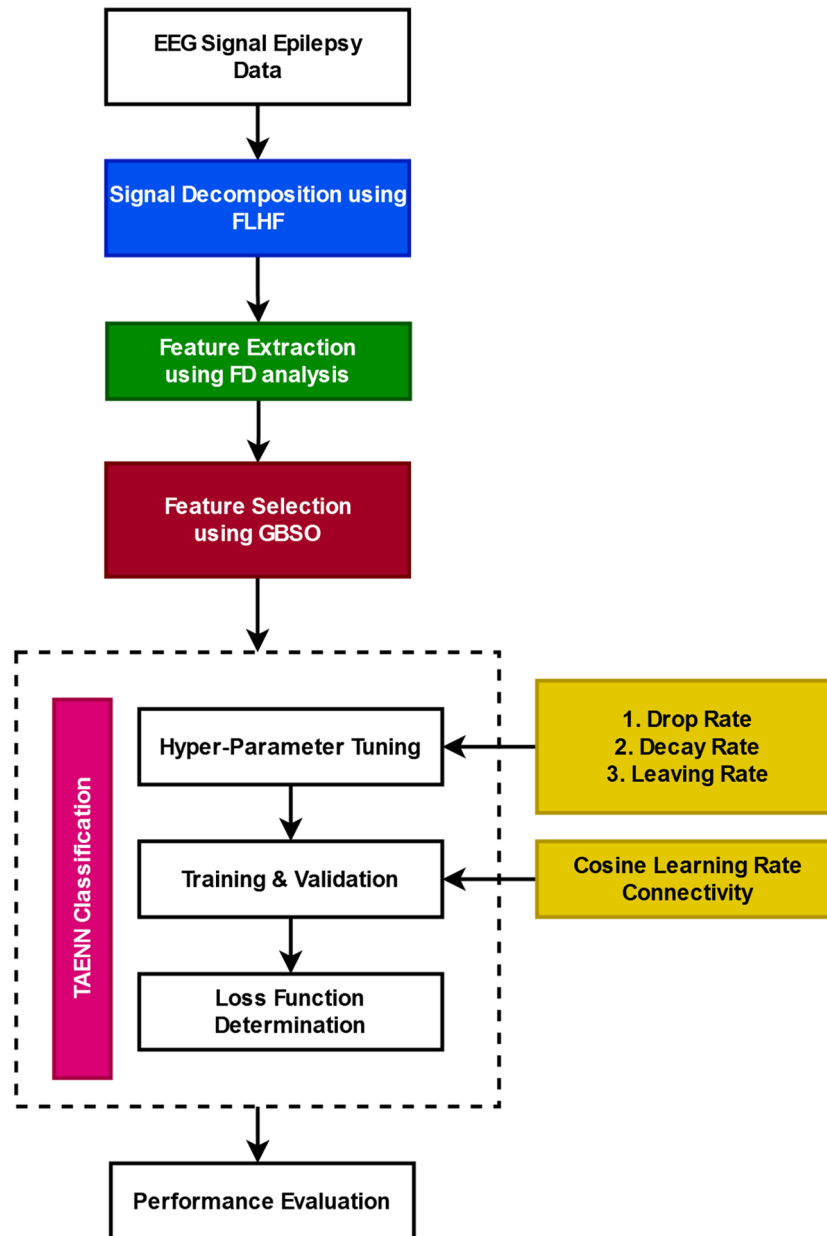 EEG Signal Epilepsy
Data
Signal Decomposition using
FLHF
Feature Extraction
using FD analysis
Feature Selection
using GBSO
TAENN Classification
Hyper-Parameter Tuning
1. Drop Rate
2. Decay Rate
3. Leaving Rate
Training & Validation
Cosine Learning Rate
Connectivity
Loss Function
Determination
Performance Evaluation